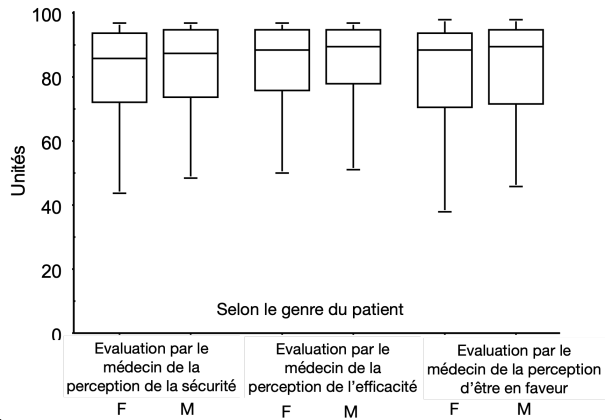 100
80
60
40
20
0
Unités
Selon le genre du patient
Evaluation par le
médecin de la
perception de la sécurité
Evaluation par le
médecin de la
perception de l'efficacité
Evaluation par le
médecin de la perception
d'être en faveur
F M F M F M